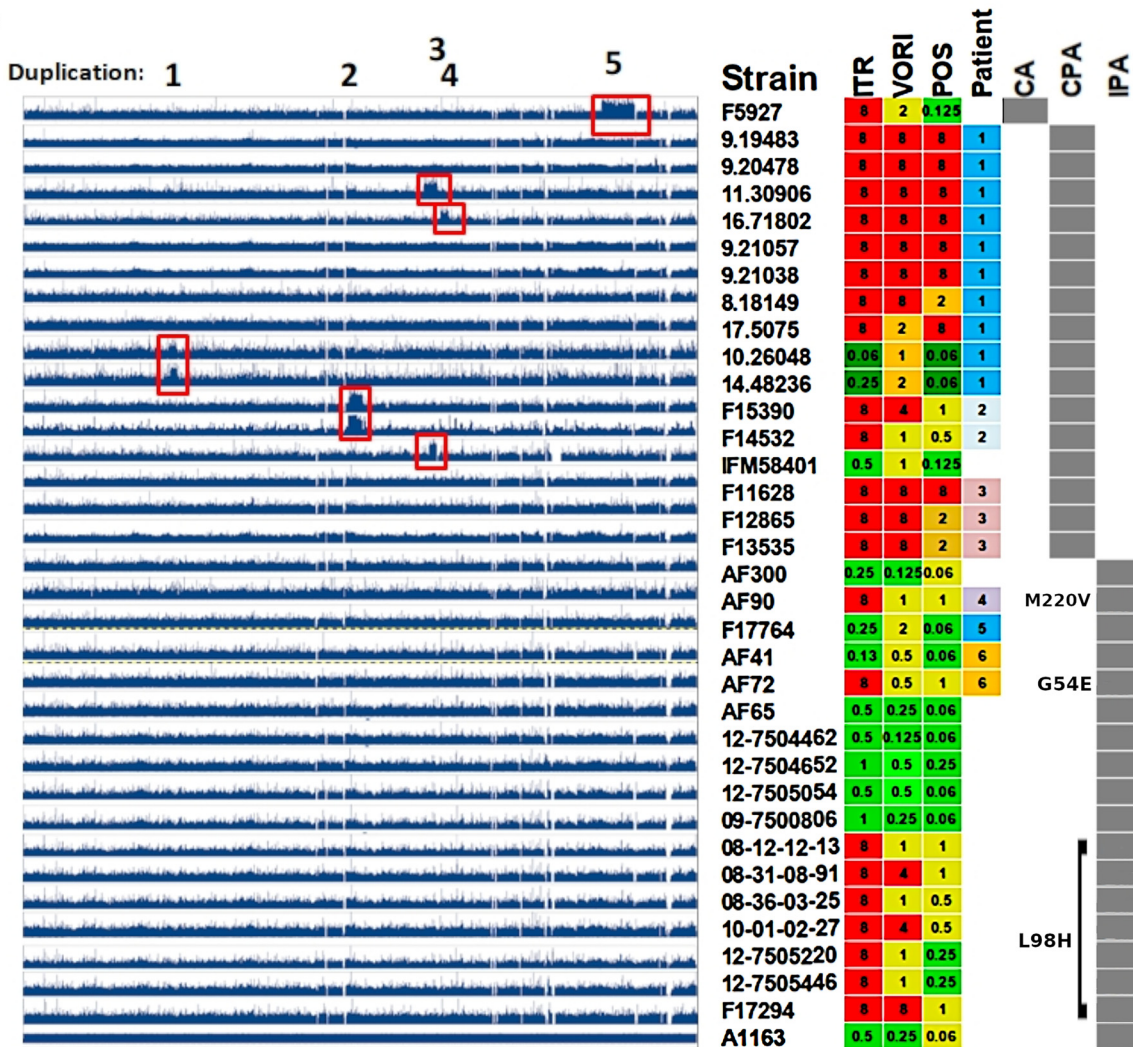 Duplication: 1 2 3 4 5
Strain ITR VORI POS Patient CA CPA IPA
F5927 8 2 0.125
9.19483 8 8 8 1
9.20478 8 8 8 1
11.30906 8 8 8 1
16.71802 8 8 8 1
9.21057 8 8 8 1
9.21038 8 8 8 1
8.18149 8 8 2 1
17.5075 8 2 8 1
10.26048 0.06 1 0.06 1
14.48236 0.25 2 0.06 1
F15390 8 4 1 2
F14532 8 1 0.5 2
IFM58401 0.5 1 0.125
F11628 8 8 8 3
F12865 8 8 2 3
F13535 8 8 2 3
AF300 0.25 0.125 0.06
AF90 8 1 1 4 M220V
F17764 0.25 2 0.06 5
AF41 0.13 0.5 0.06 6
AF72 8 0.5 1 6 G54E
AF65 0.5 0.25 0.06
12-7504462 0.5 0.125 0.06
12-7504652 1 0.5 0.25
12-7505054 0.5 0.5 0.06
09-7500806 1 0.25 0.06
08-12-12-13 8 1 1
08-31-08-91 8 4 1
08-36-03-25 8 1 0.5
10-01-02-27 8 4 0.5 L98H
12-7505220 8 1 0.25
12-7505446 8 1 0.25
F17294 8 8 1
A1163 0.5 0.25 0.06